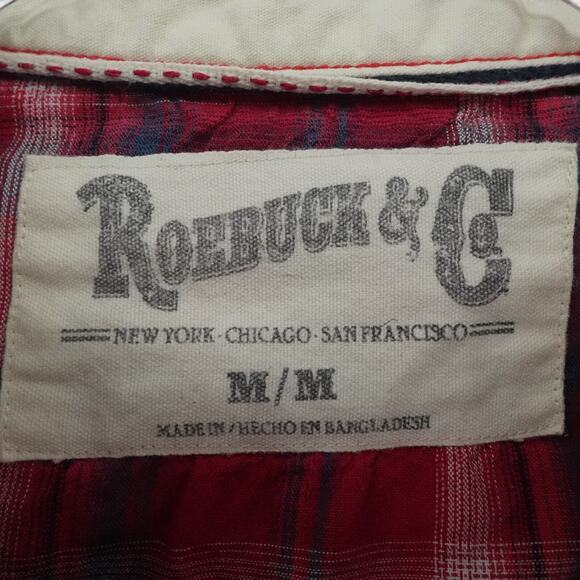 ROEBUCK & Co.
NEW YORK · CHICAGO · SAN FRANCISCO
M/M
MADE IN / HECHO EN BANGLADESH